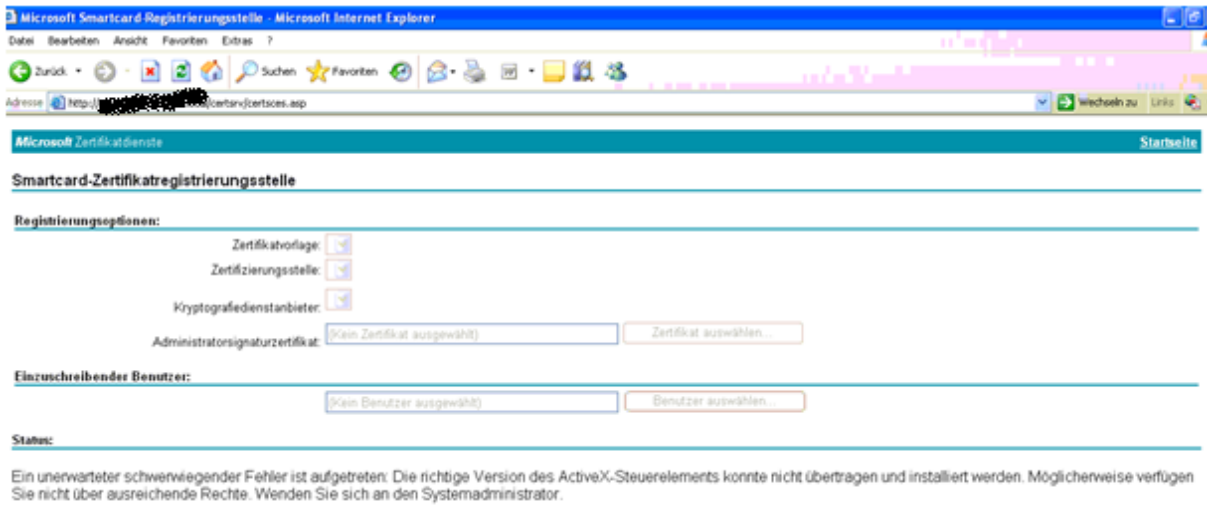 Microsoft Smartcard-Registrierungsstelle - Microsoft Internet Explorer
Datei Bearbeiten Ansicht Favoriten Extras ?
Zurück Suchen Favoriten
Adresse http:// /certsrv/certsces.asp Wechseln zu Links
Microsoft Zertifikatdienste Startseite
Smartcard-Zertifikatregistrierungsstelle
Registrierungsoptionen:
Zertifikatvorlage:
Zertifizierungsstelle:
Kryptografiedienstanbieter:
Administratorsignaturzertifikat: (Kein Zertifikat ausgewählt) Zertifikat auswählen...
Einzuschreibender Benutzer:
(Kein Benutzer ausgewählt) Benutzer auswählen...
Status:
Ein unerwarteter schwerwiegender Fehler ist aufgetreten: Die richtige Version des ActiveX-Steuerelements konnte nicht übertragen und installiert werden. Möglicherweise verfügen
Sie nicht über ausreichende Rechte. Wenden Sie sich an den Systemadministrator.